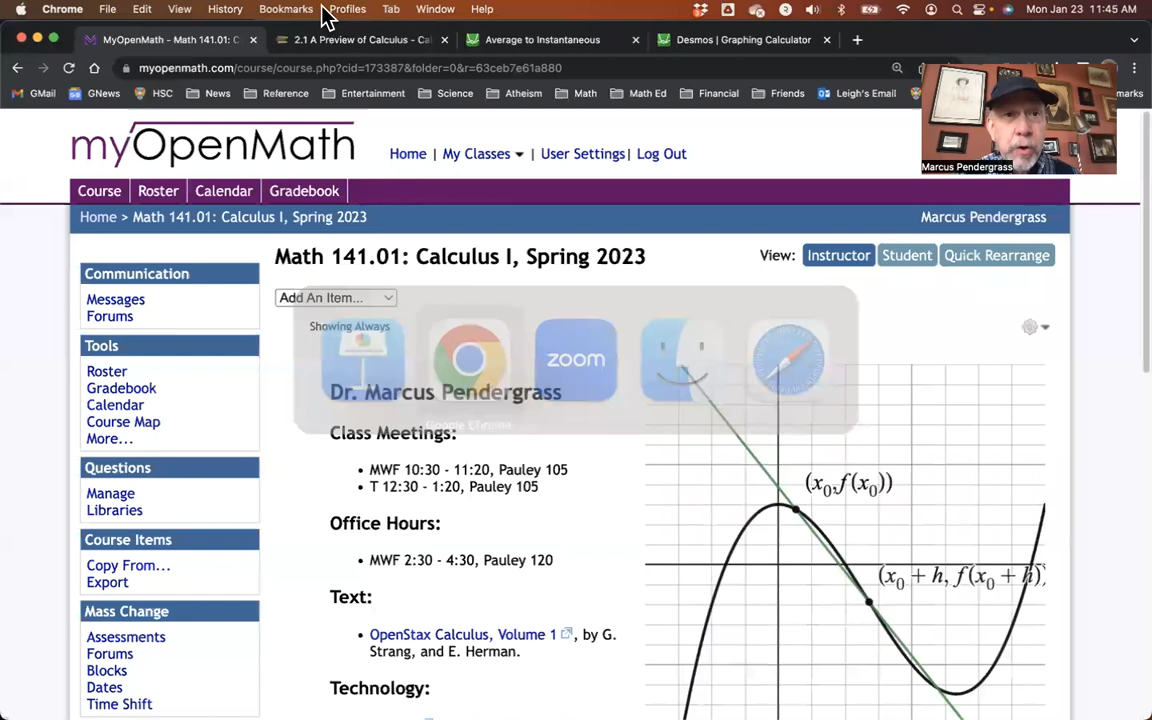 Chrome File Edit View History Bookmarks Profiles Tab Window Help Mon Jan 23 11:45 AM
MyOpenMath - Math 141.01: C 2.1 A Preview of Calculus - Cal Average to Instantaneous Desmos | Graphing Calculator
myopenmath.com/course/course.php?cid=173387&folder=0&r=63ceb7e61a880
GMail GNews HSC News Reference Entertainment Science Atheism Math Math Ed Financial Friends Leigh's Email marks
Marcus Pendergrass
myOpenMath
Home | My Classes | User Settings | Log Out
Course Roster Calendar Gradebook
Home > Math 141.01: Calculus I, Spring 2023 Marcus Pendergrass
Communication
Messages
Forums
Tools
Roster
Gradebook
Calendar
Course Map
More...
Questions
Manage
Libraries
Course Items
Copy From...
Export
Mass Change
Assessments
Forums
Blocks
Dates
Time Shift
Math 141.01: Calculus I, Spring 2023
View: Instructor Student Quick Rearrange
Add An Item...
Showing Always
zoom
Google Chrome
Dr. Marcus Pendergrass
Class Meetings:
• MWF 10:30 - 11:20, Pauley 105
• T 12:30 - 1:20, Pauley 105
Office Hours:
• MWF 2:30 - 4:30, Pauley 120
Text:
• OpenStax Calculus, Volume 1, by G.
Strang, and E. Herman.
Technology:
(x₀, f(x₀))
(x₀ + h, f(x₀ + h))